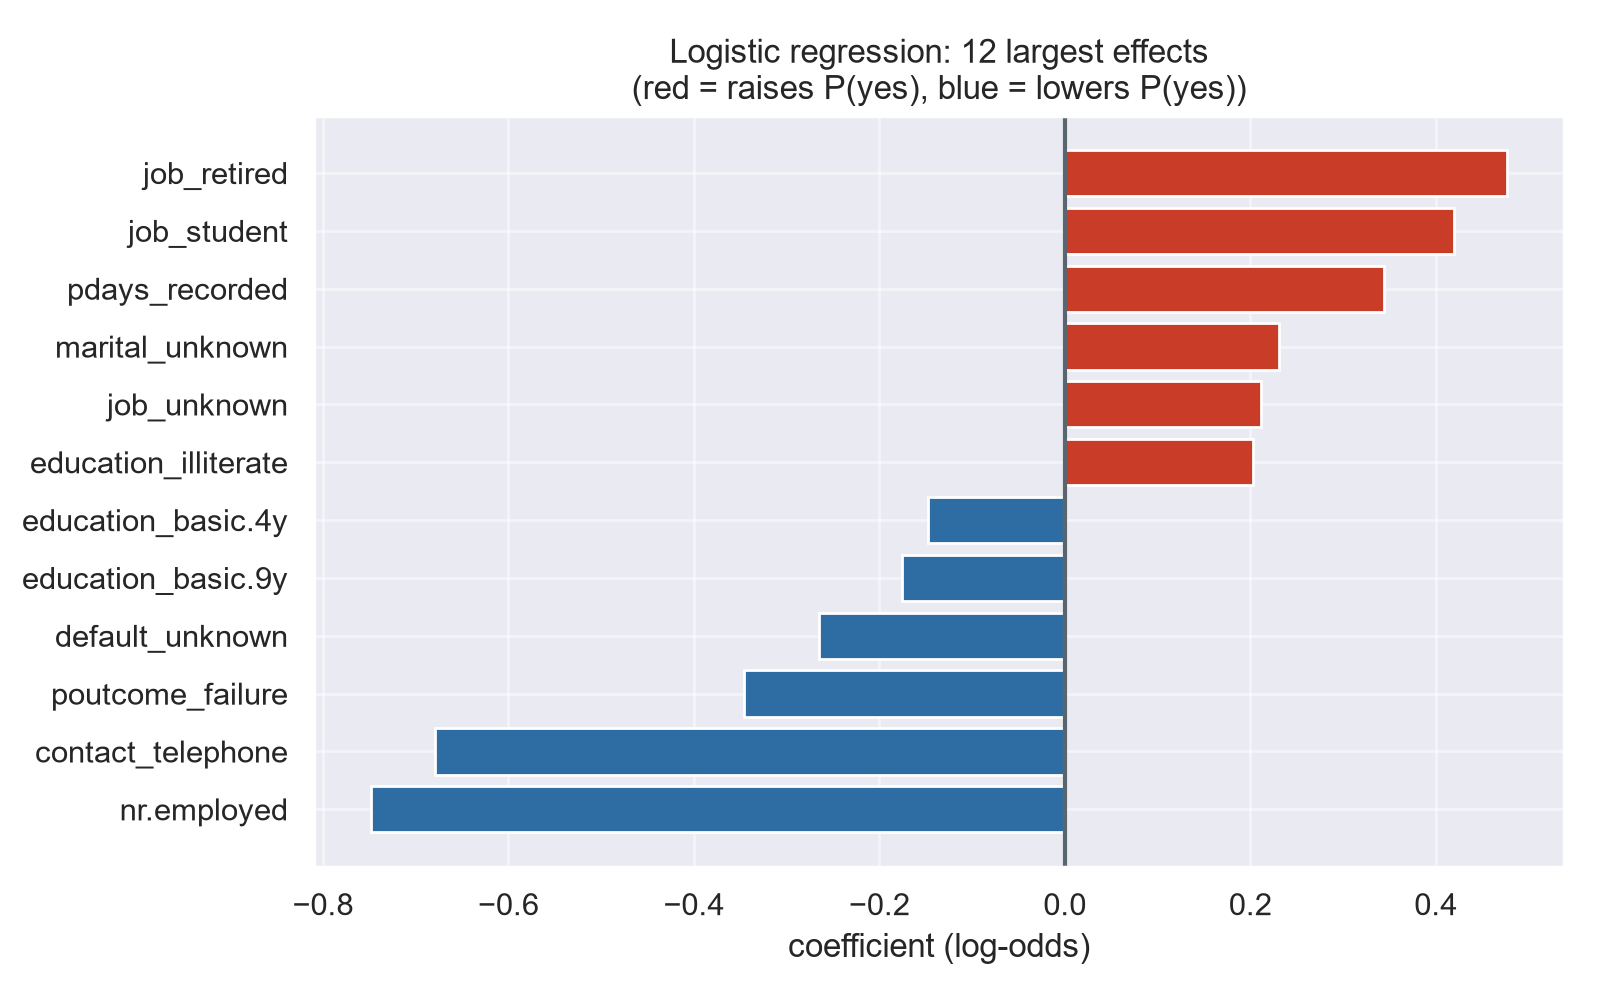 Logistic regression: 12 largest effects
(red = raises P(yes), blue = lowers P(yes))
job_retired
job_student
pdays_recorded
marital_unknown
job_unknown
education_illiterate
education_basic.4y
education_basic.9y
default_unknown
poutcome_failure
contact_telephone
nr.employed
−0.8 −0.6 −0.4 −0.2 0.0 0.2 0.4
coefficient (log-odds)